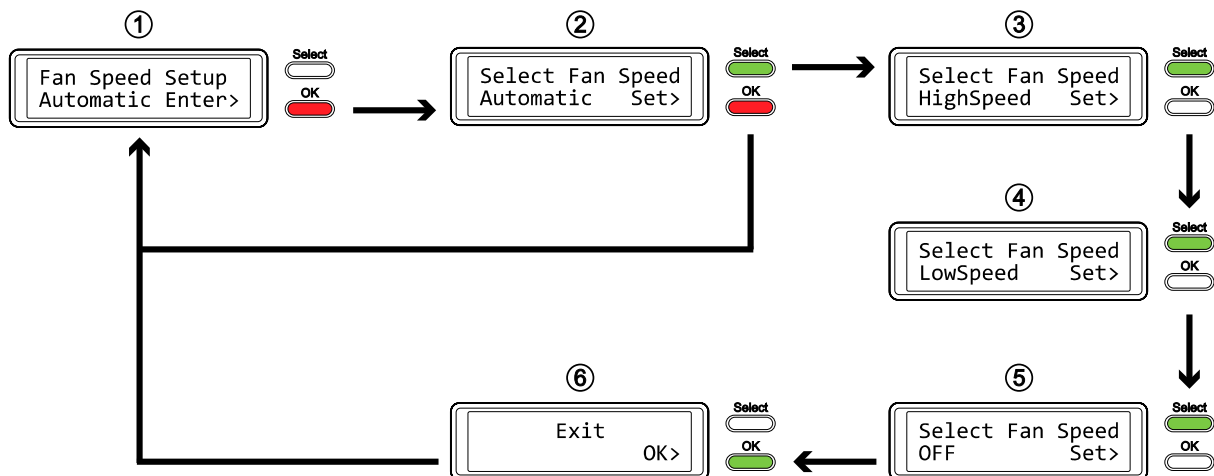 ①
Fan Speed Setup
Automatic Enter>
Select
OK
②
Select Fan Speed
Automatic Set>
Select
OK
③
Select Fan Speed
HighSpeed Set>
Select
OK
④
Select Fan Speed
LowSpeed Set>
Select
OK
⑤
Select Fan Speed
OFF Set>
Select
OK
⑥
Exit
OK>
Select
OK